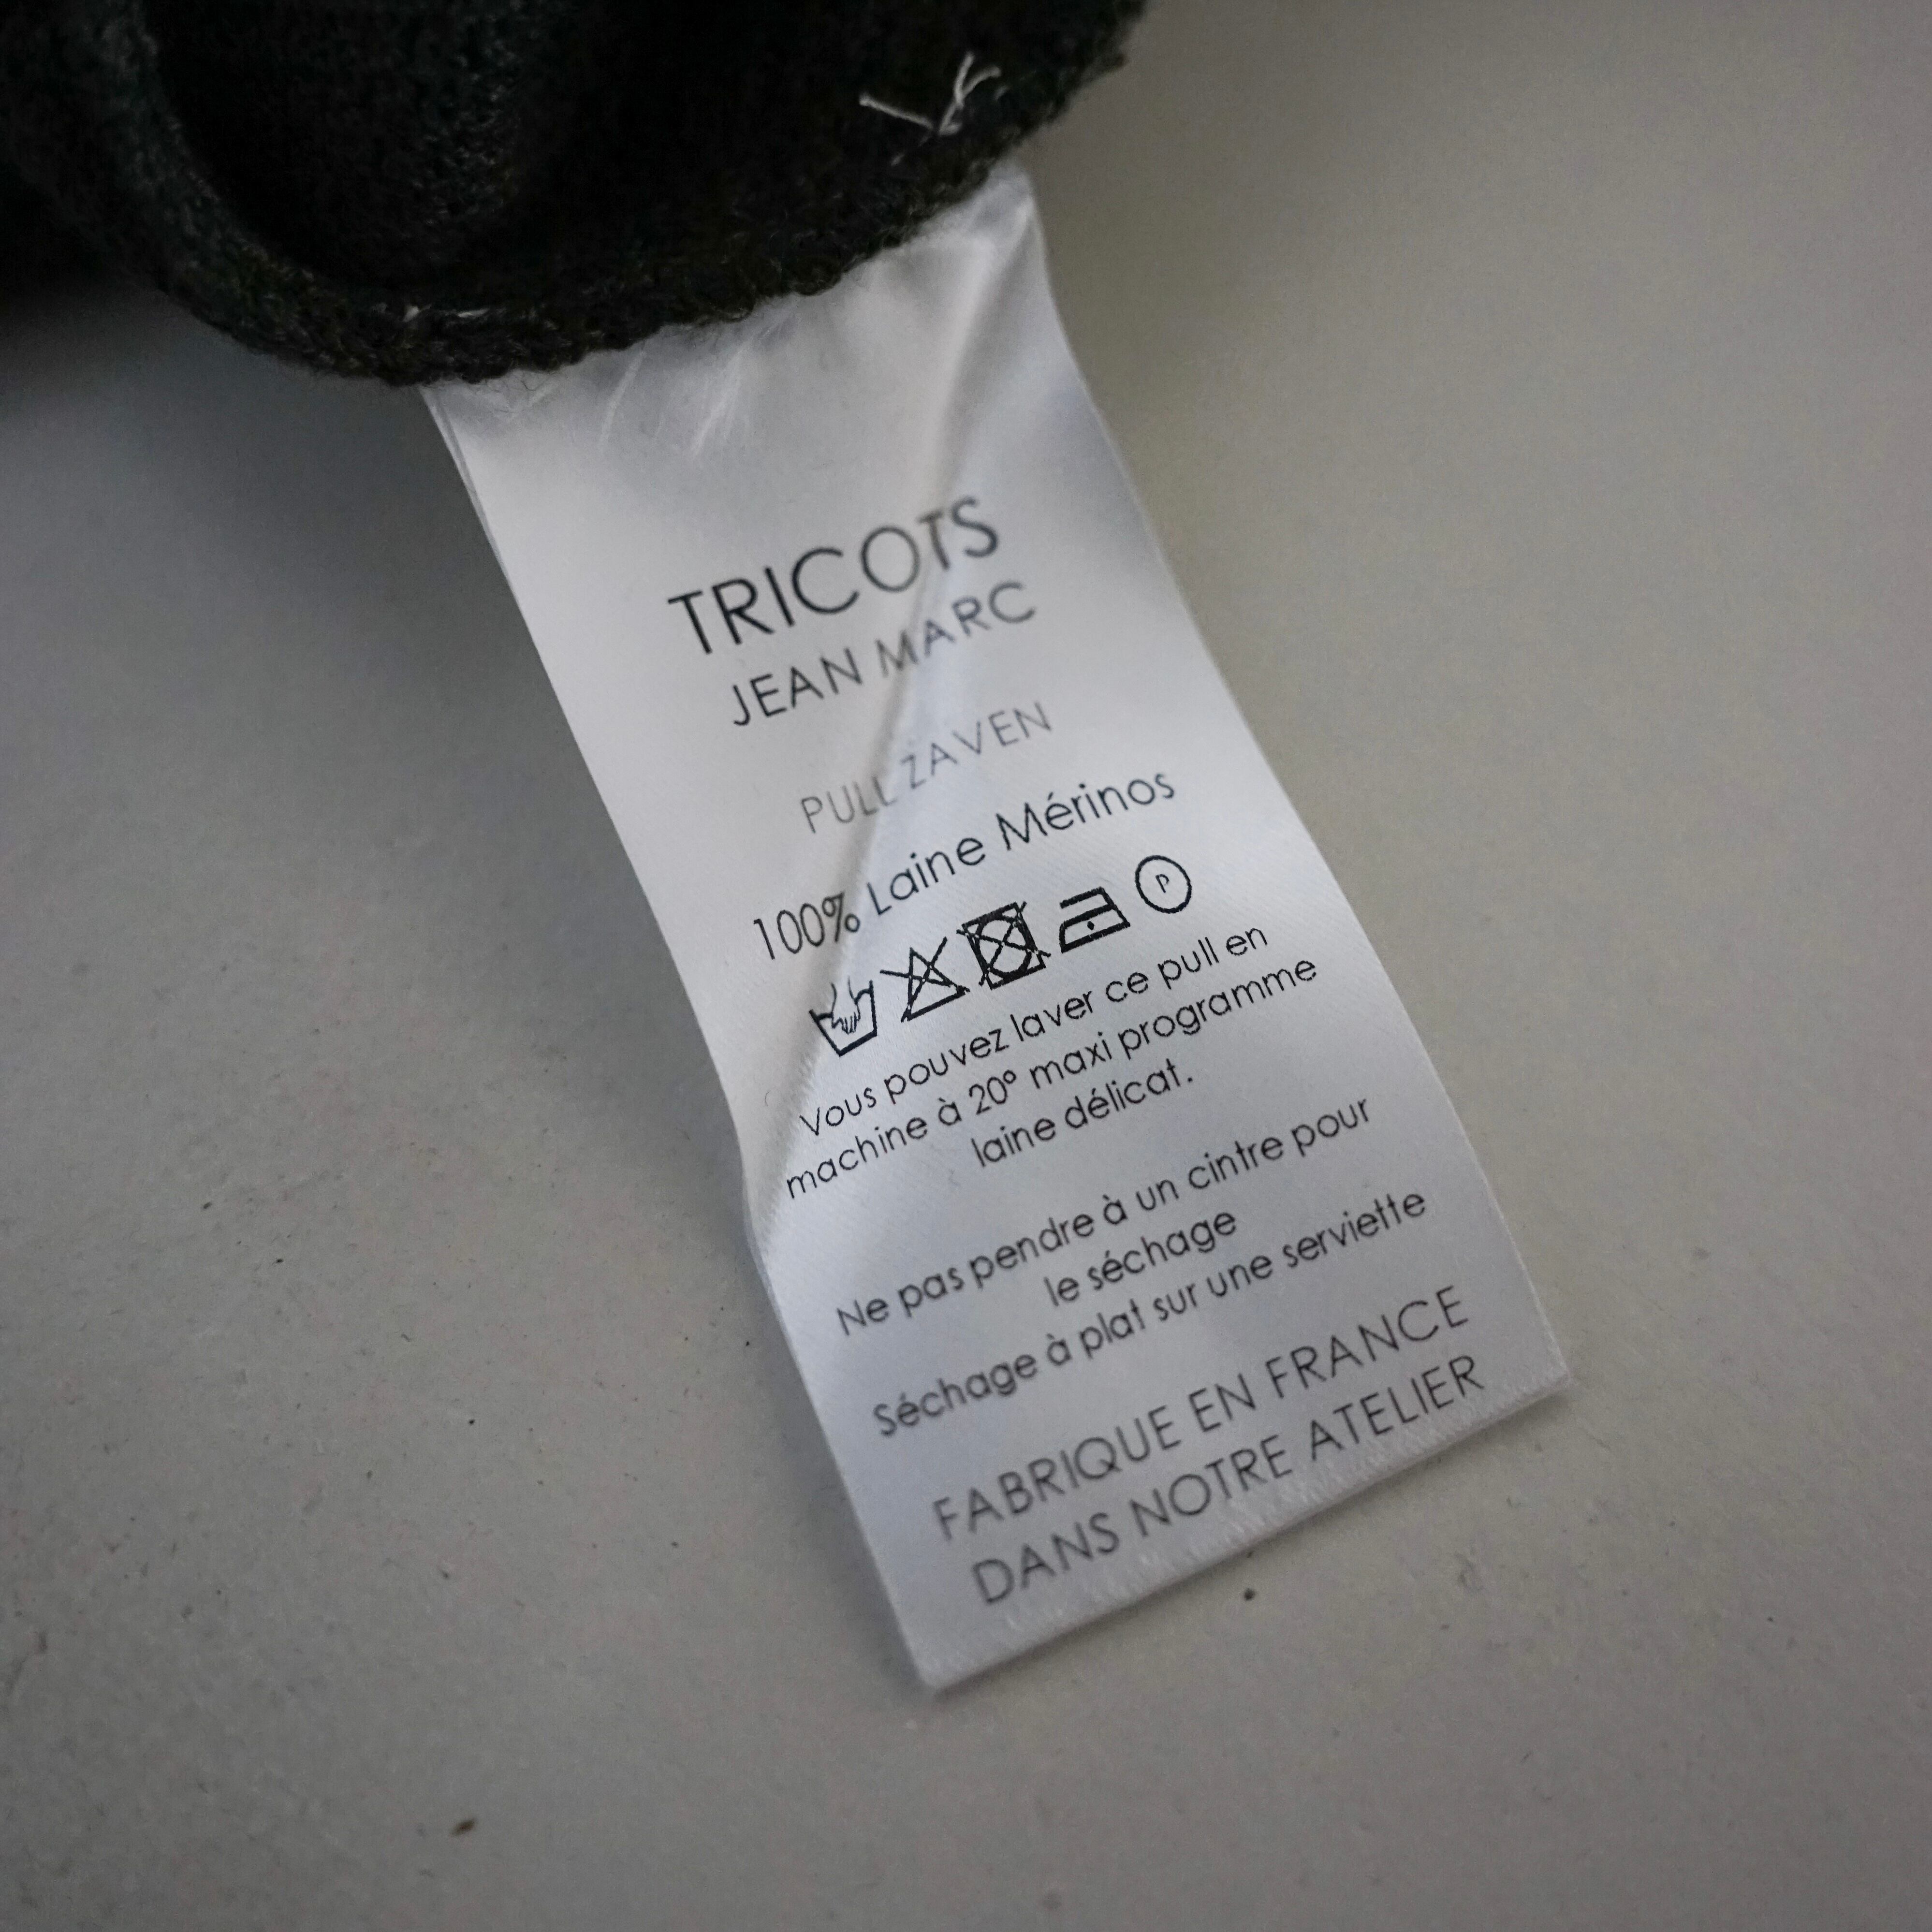 TRICOTS
JEAN MARC
PULL ZAVEN
100% Laine Mérinos
P
Vous pouvez laver ce pull en
machine à 20° maxi programme
laine délicat.
Ne pas pendre à un cintre pour
le séchage
Séchage à plat sur une serviette
FABRIQUE EN FRANCE
DANS NOTRE ATELIER